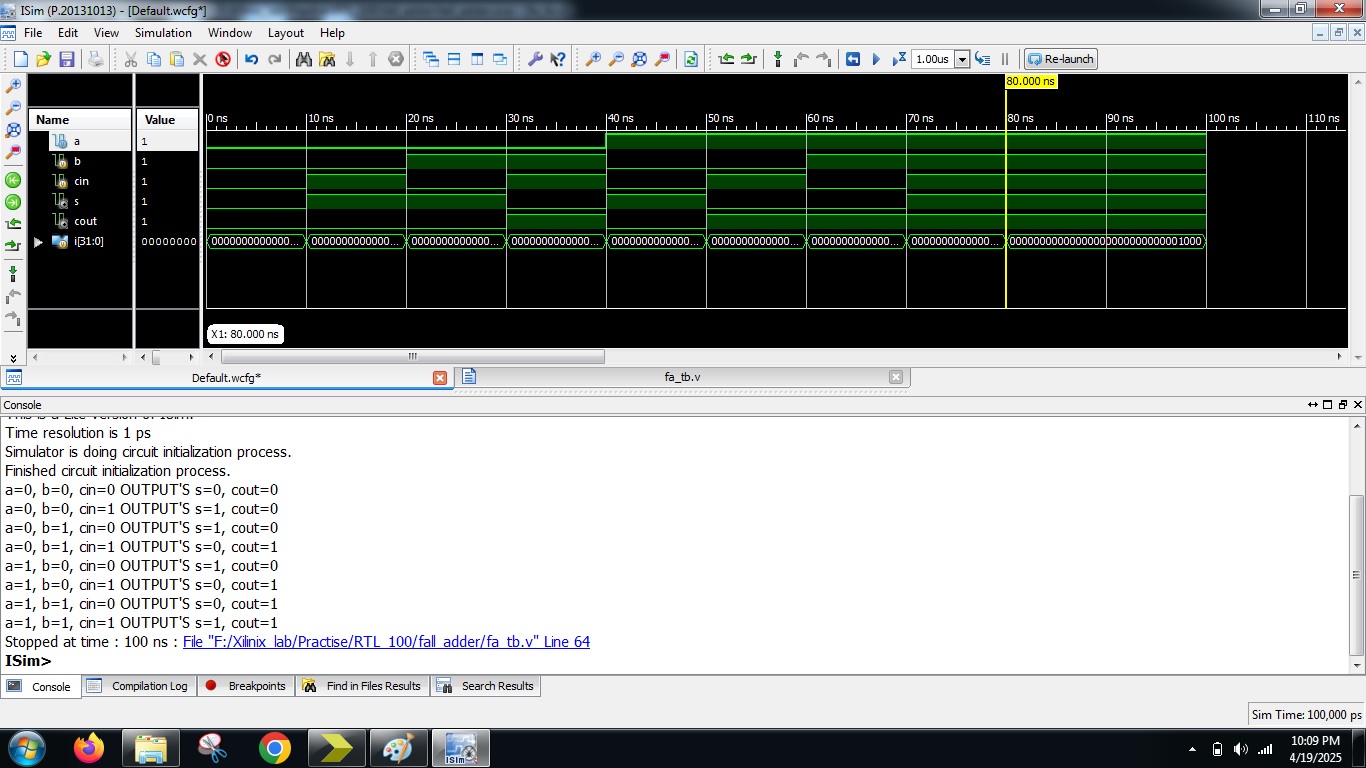 ISim (P.20131013) - [Default.wcfg*]
File Edit View Simulation Window Layout Help
1.00us Re-launch
80.000 ns
Name Value 0 ns 10 ns 20 ns 30 ns 40 ns 50 ns 60 ns 70 ns 80 ns 90 ns 100 ns 110 ns
a 1
b 1
cin 1
s 1
cout 1
i[31:0] 00000000 0000000000000... 0000000000000... 0000000000000... 0000000000000... 0000000000000... 0000000000000... 0000000000000... 0000000000000... 00000000000000000000000000001000
X1: 80.000 ns
Default.wcfg* fa_tb.v
Console
This is a Lite version of ISim.
Time resolution is 1 ps
Simulator is doing circuit initialization process.
Finished circuit initialization process.
a=0, b=0, cin=0 OUTPUT'S s=0, cout=0
a=0, b=0, cin=1 OUTPUT'S s=1, cout=0
a=0, b=1, cin=0 OUTPUT'S s=1, cout=0
a=0, b=1, cin=1 OUTPUT'S s=0, cout=1
a=1, b=0, cin=0 OUTPUT'S s=1, cout=0
a=1, b=0, cin=1 OUTPUT'S s=0, cout=1
a=1, b=1, cin=0 OUTPUT'S s=0, cout=1
a=1, b=1, cin=1 OUTPUT'S s=1, cout=1
Stopped at time : 100 ns : File "F:/Xilinix_lab/Practise/RTL_100/fall_adder/fa_tb.v" Line 64
ISim>
Console Compilation Log Breakpoints Find in Files Results Search Results
Sim Time: 100,000 ps
ISim
10:09 PM
4/19/2025